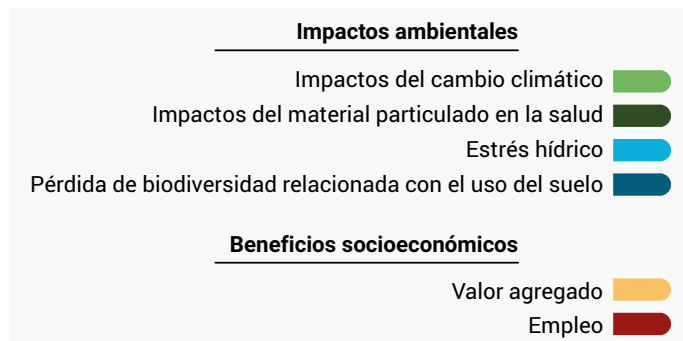 Impactos ambientales
Impactos del cambio climático
Impactos del material particulado en la salud
Estrés hídrico
Pérdida de biodiversidad relacionada con el uso del suelo
Beneficios socioeconómicos
Valor agregado
Empleo